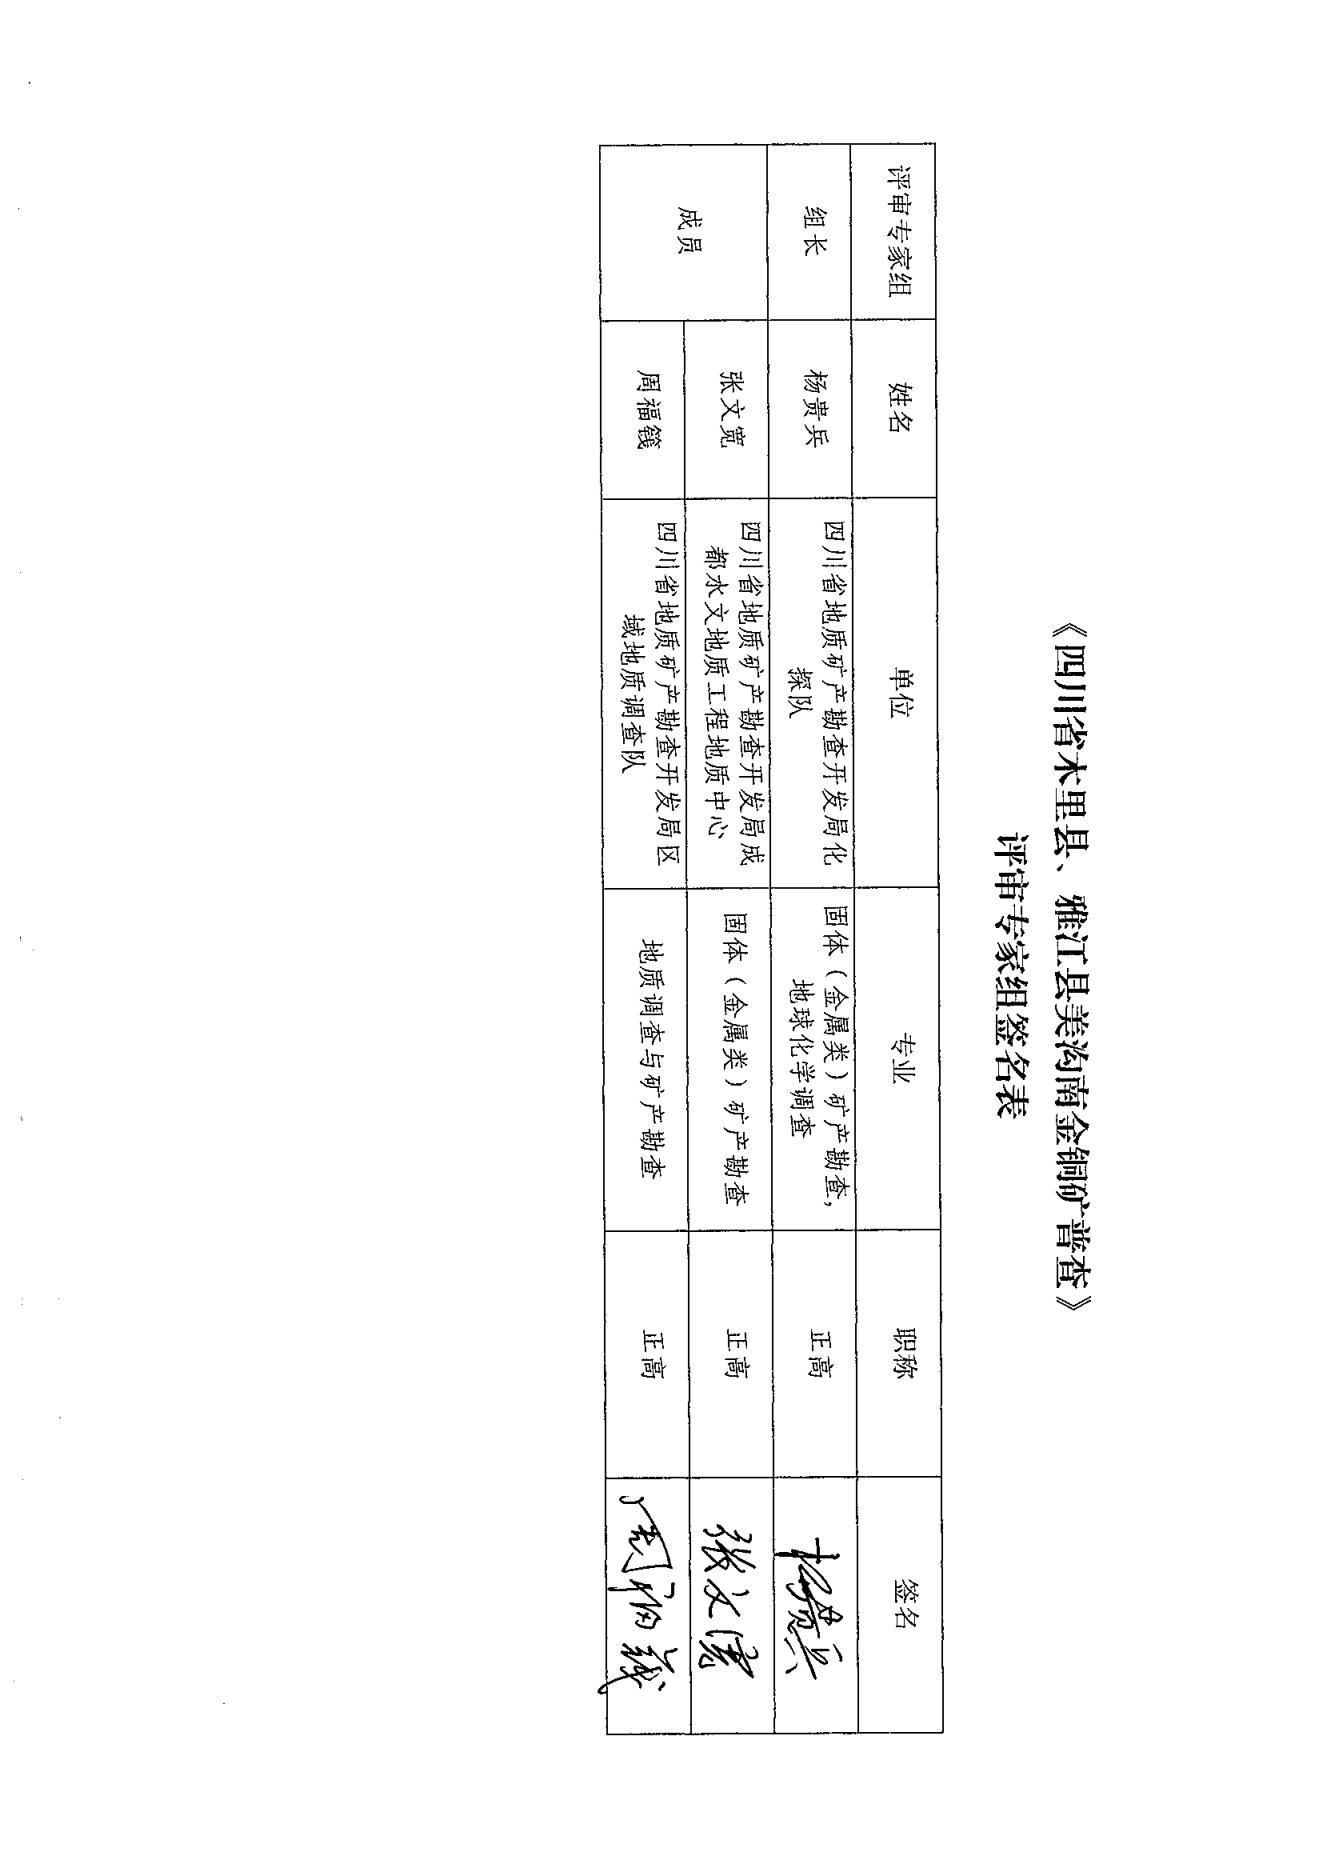 《四川省木里县、雅江县美沟南金铜矿普查》
评审专家组签名表
评审专家组 姓名 单位 专业 职称 签名
组长 杨贵兵 四川省地质矿产勘查开发局化
探队 固体（金属类）矿产勘查，
地球化学调查 正高 杨贵兵
成员 张文宽 四川省地质矿产勘查开发局成
都水文地质工程地质中心 固体（金属类）矿产勘查 正高 张文宽
周福籛 四川省地质矿产勘查开发局区
域地质调查队 地质调查与矿产勘查 正高 周福籛